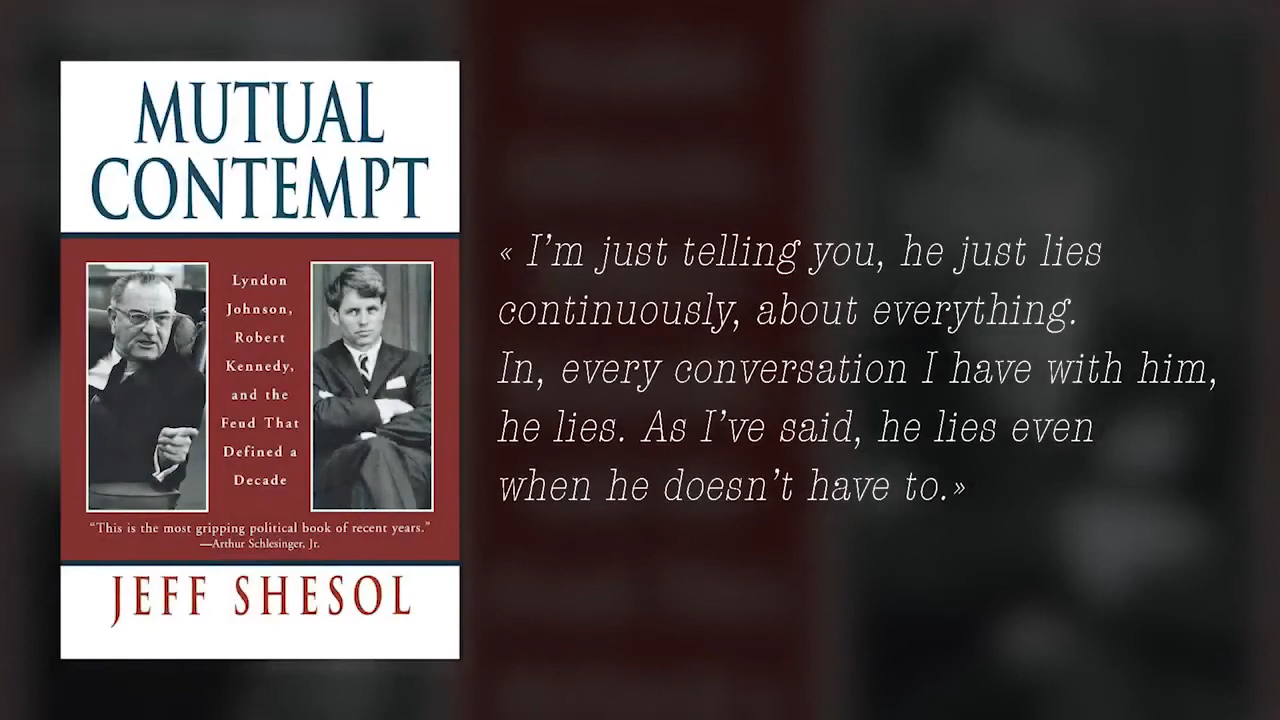 MUTUAL
CONTEMPT
Lyndon
Johnson,
Robert
Kennedy,
and the
Feud That
Defined a
Decade
“This is the most gripping political book of recent years.”
—Arthur Schlesinger, Jr.
JEFF SHESOL
« I’m just telling you, he just lies
continuously, about everything.
In, every conversation I have with him,
he lies. As I’ve said, he lies even
when he doesn’t have to.»